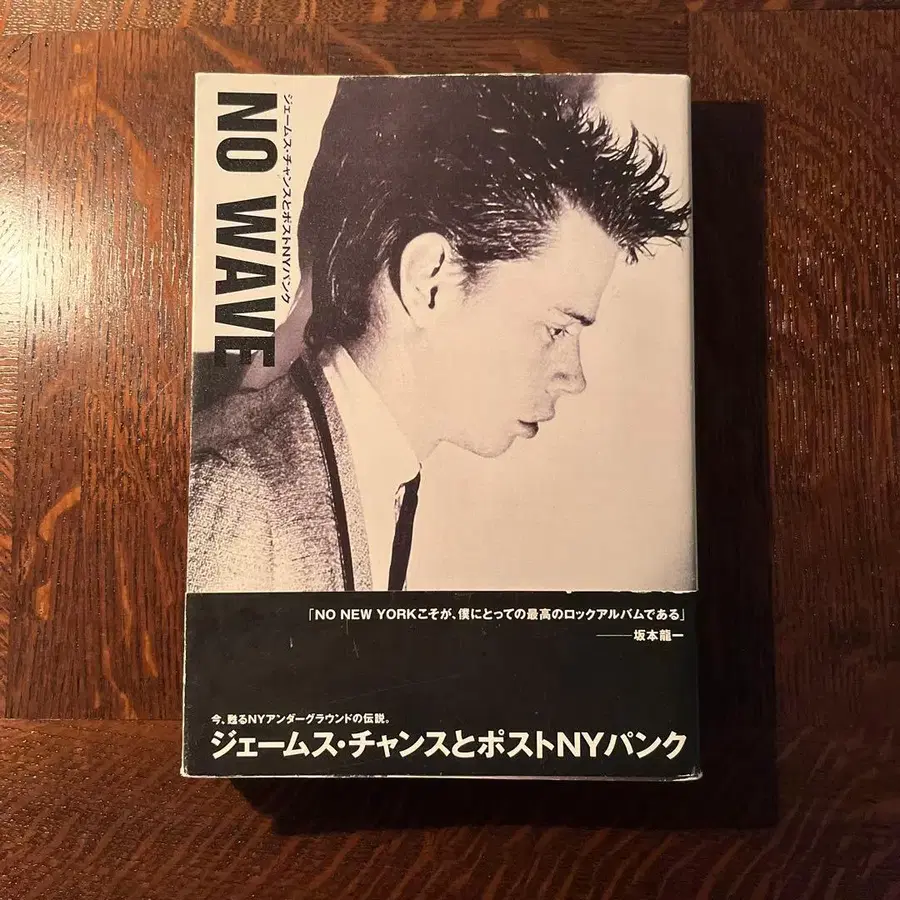 NO WAVE
ジェームス・チャンスとポストNYパンク
「NO NEW YORKこそが、僕にとっての最高のロックアルバムである」
───坂本龍一
今、甦るNYアンダーグラウンドの伝説。
ジェームス・チャンスとポストNYパンク